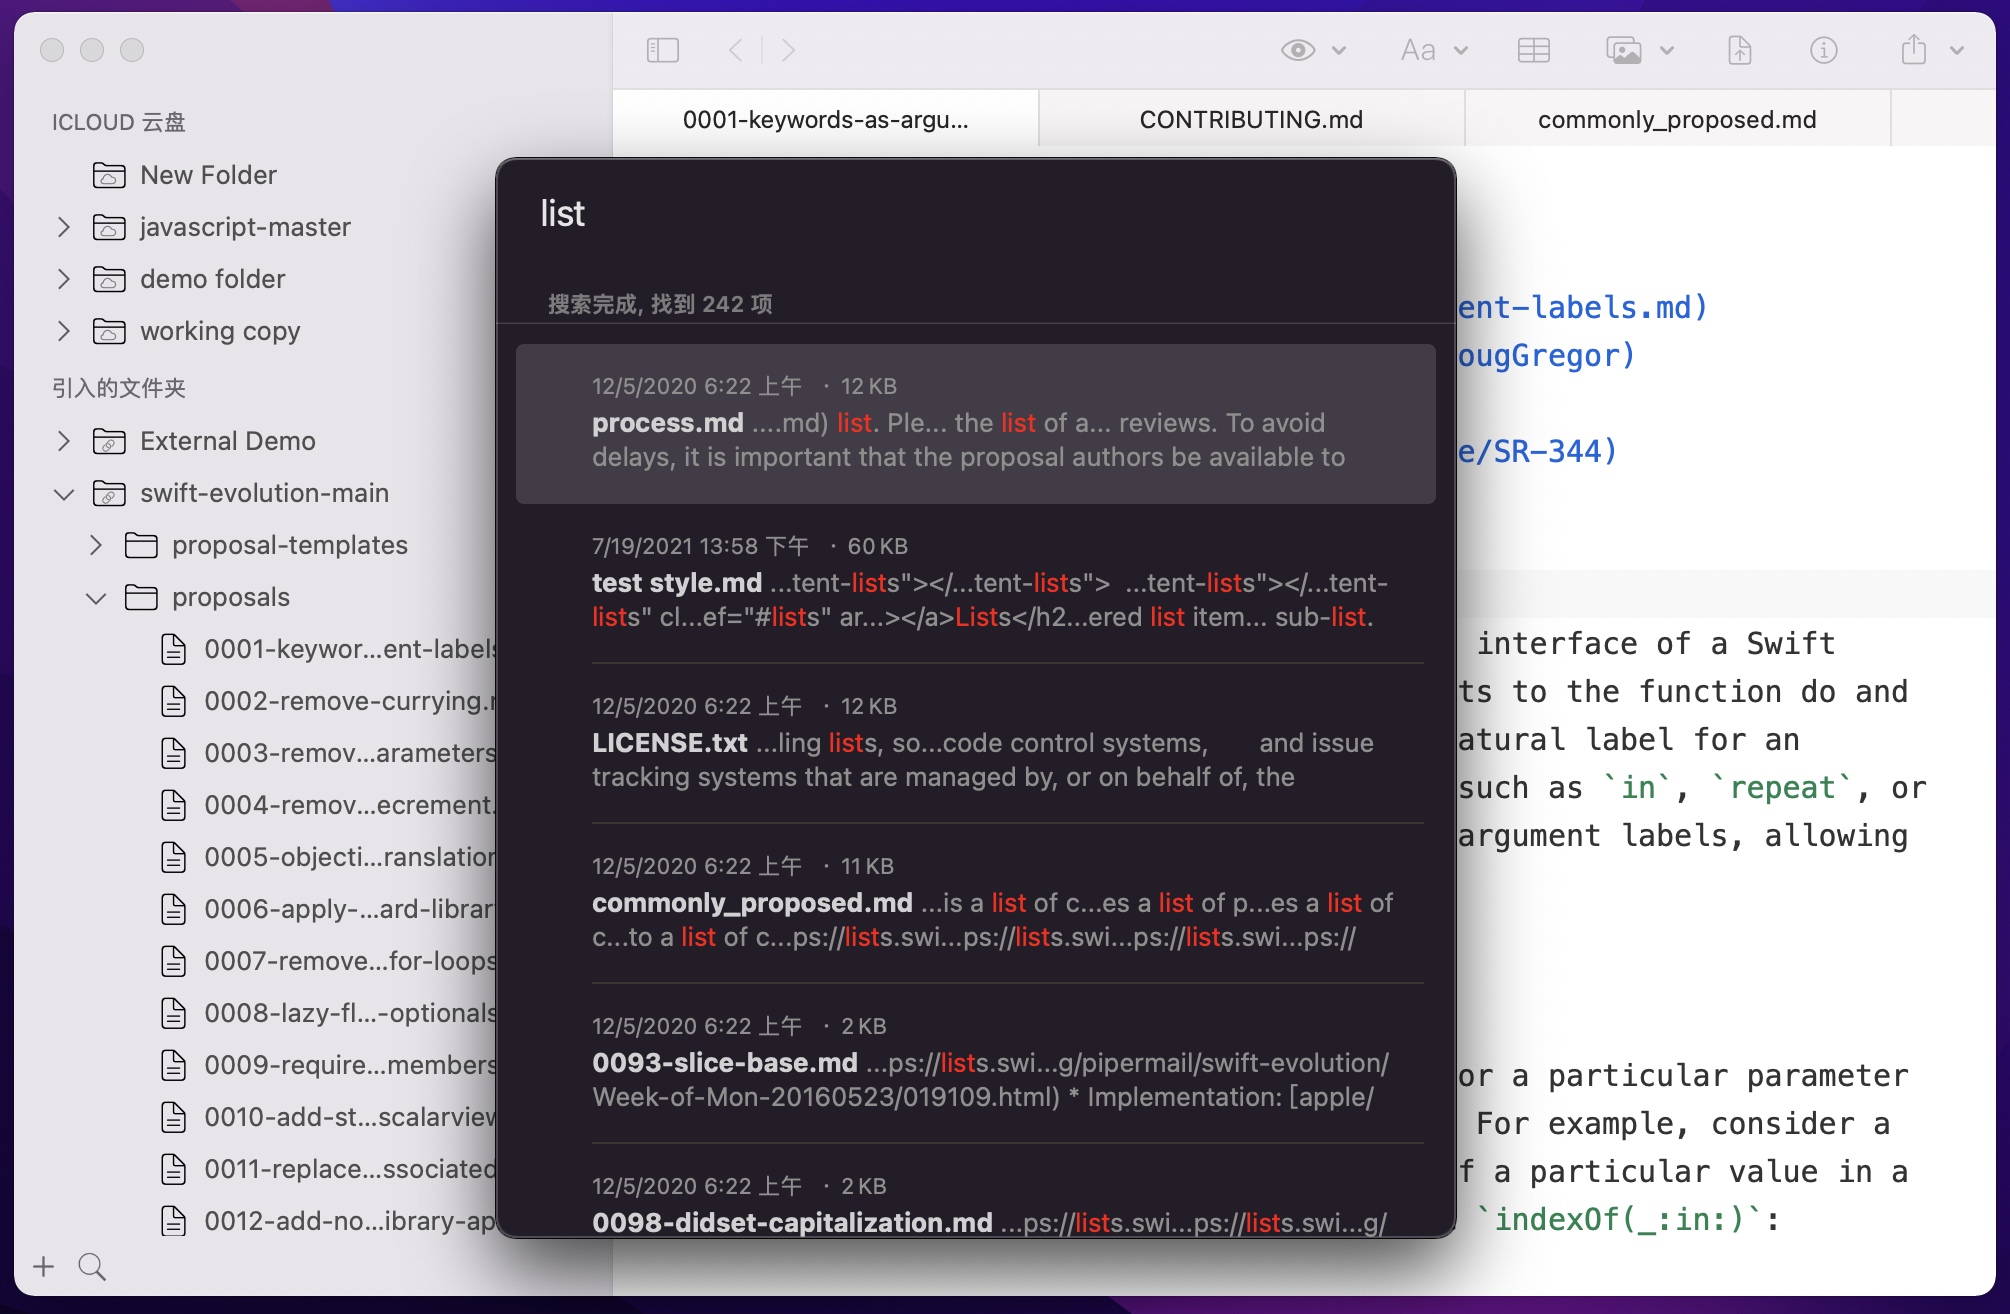 ICLOUD 云盘
New Folder
javascript-master
demo folder
working copy
引入的文件夹
External Demo
swift-evolution-main
proposal-templates
proposals
0001-keywor...ent-labels
0002-remove-currying.
0003-remov...arameters
0004-remov...ecrement.
0005-objecti...ranslation
0006-apply-...ard-librar
0007-remove...for-loops
0008-lazy-fl...-optionals
0009-require...members
0010-add-st...scalarview
0011-replace...ssociated
0012-add-no...ibrary-ap
Aa
0001-keywords-as-argu...
CONTRIBUTING.md
commonly_proposed.md
list
搜索完成, 找到 242 项
12/5/2020 6:22 上午 · 12 KB
process.md ....md) list. Ple... the list of a... reviews. To avoid
delays, it is important that the proposal authors be available to
7/19/2021 13:58 下午 · 60 KB
test style.md ...tent-lists"></...tent-lists"> ...tent-lists"></...tent-
lists" cl...ef="#lists" ar...></a>Lists</h2...ered list item... sub-list.
12/5/2020 6:22 上午 · 12 KB
LICENSE.txt ...ling lists, so...code control systems, and issue
tracking systems that are managed by, or on behalf of, the
12/5/2020 6:22 上午 · 11 KB
commonly_proposed.md ...is a list of c...es a list of p...es a list of
c...to a list of c...ps://lists.swi...ps://lists.swi...ps://lists.swi...ps://
12/5/2020 6:22 上午 · 2 KB
0093-slice-base.md ...ps://lists.swi...g/pipermail/swift-evolution/
Week-of-Mon-20160523/019109.html) * Implementation: [apple/
12/5/2020 6:22 上午 · 2 KB
0098-didset-capitalization.md ...ps://lists.swi...ps://lists.swi...g/
ent-labels.md)
ougGregor)
e/SR-344)
interface of a Swift
ts to the function do and
atural label for an
such as `in`, `repeat`, or
argument labels, allowing
or a particular parameter
For example, consider a
f a particular value in a
`indexOf(_:in:)`: